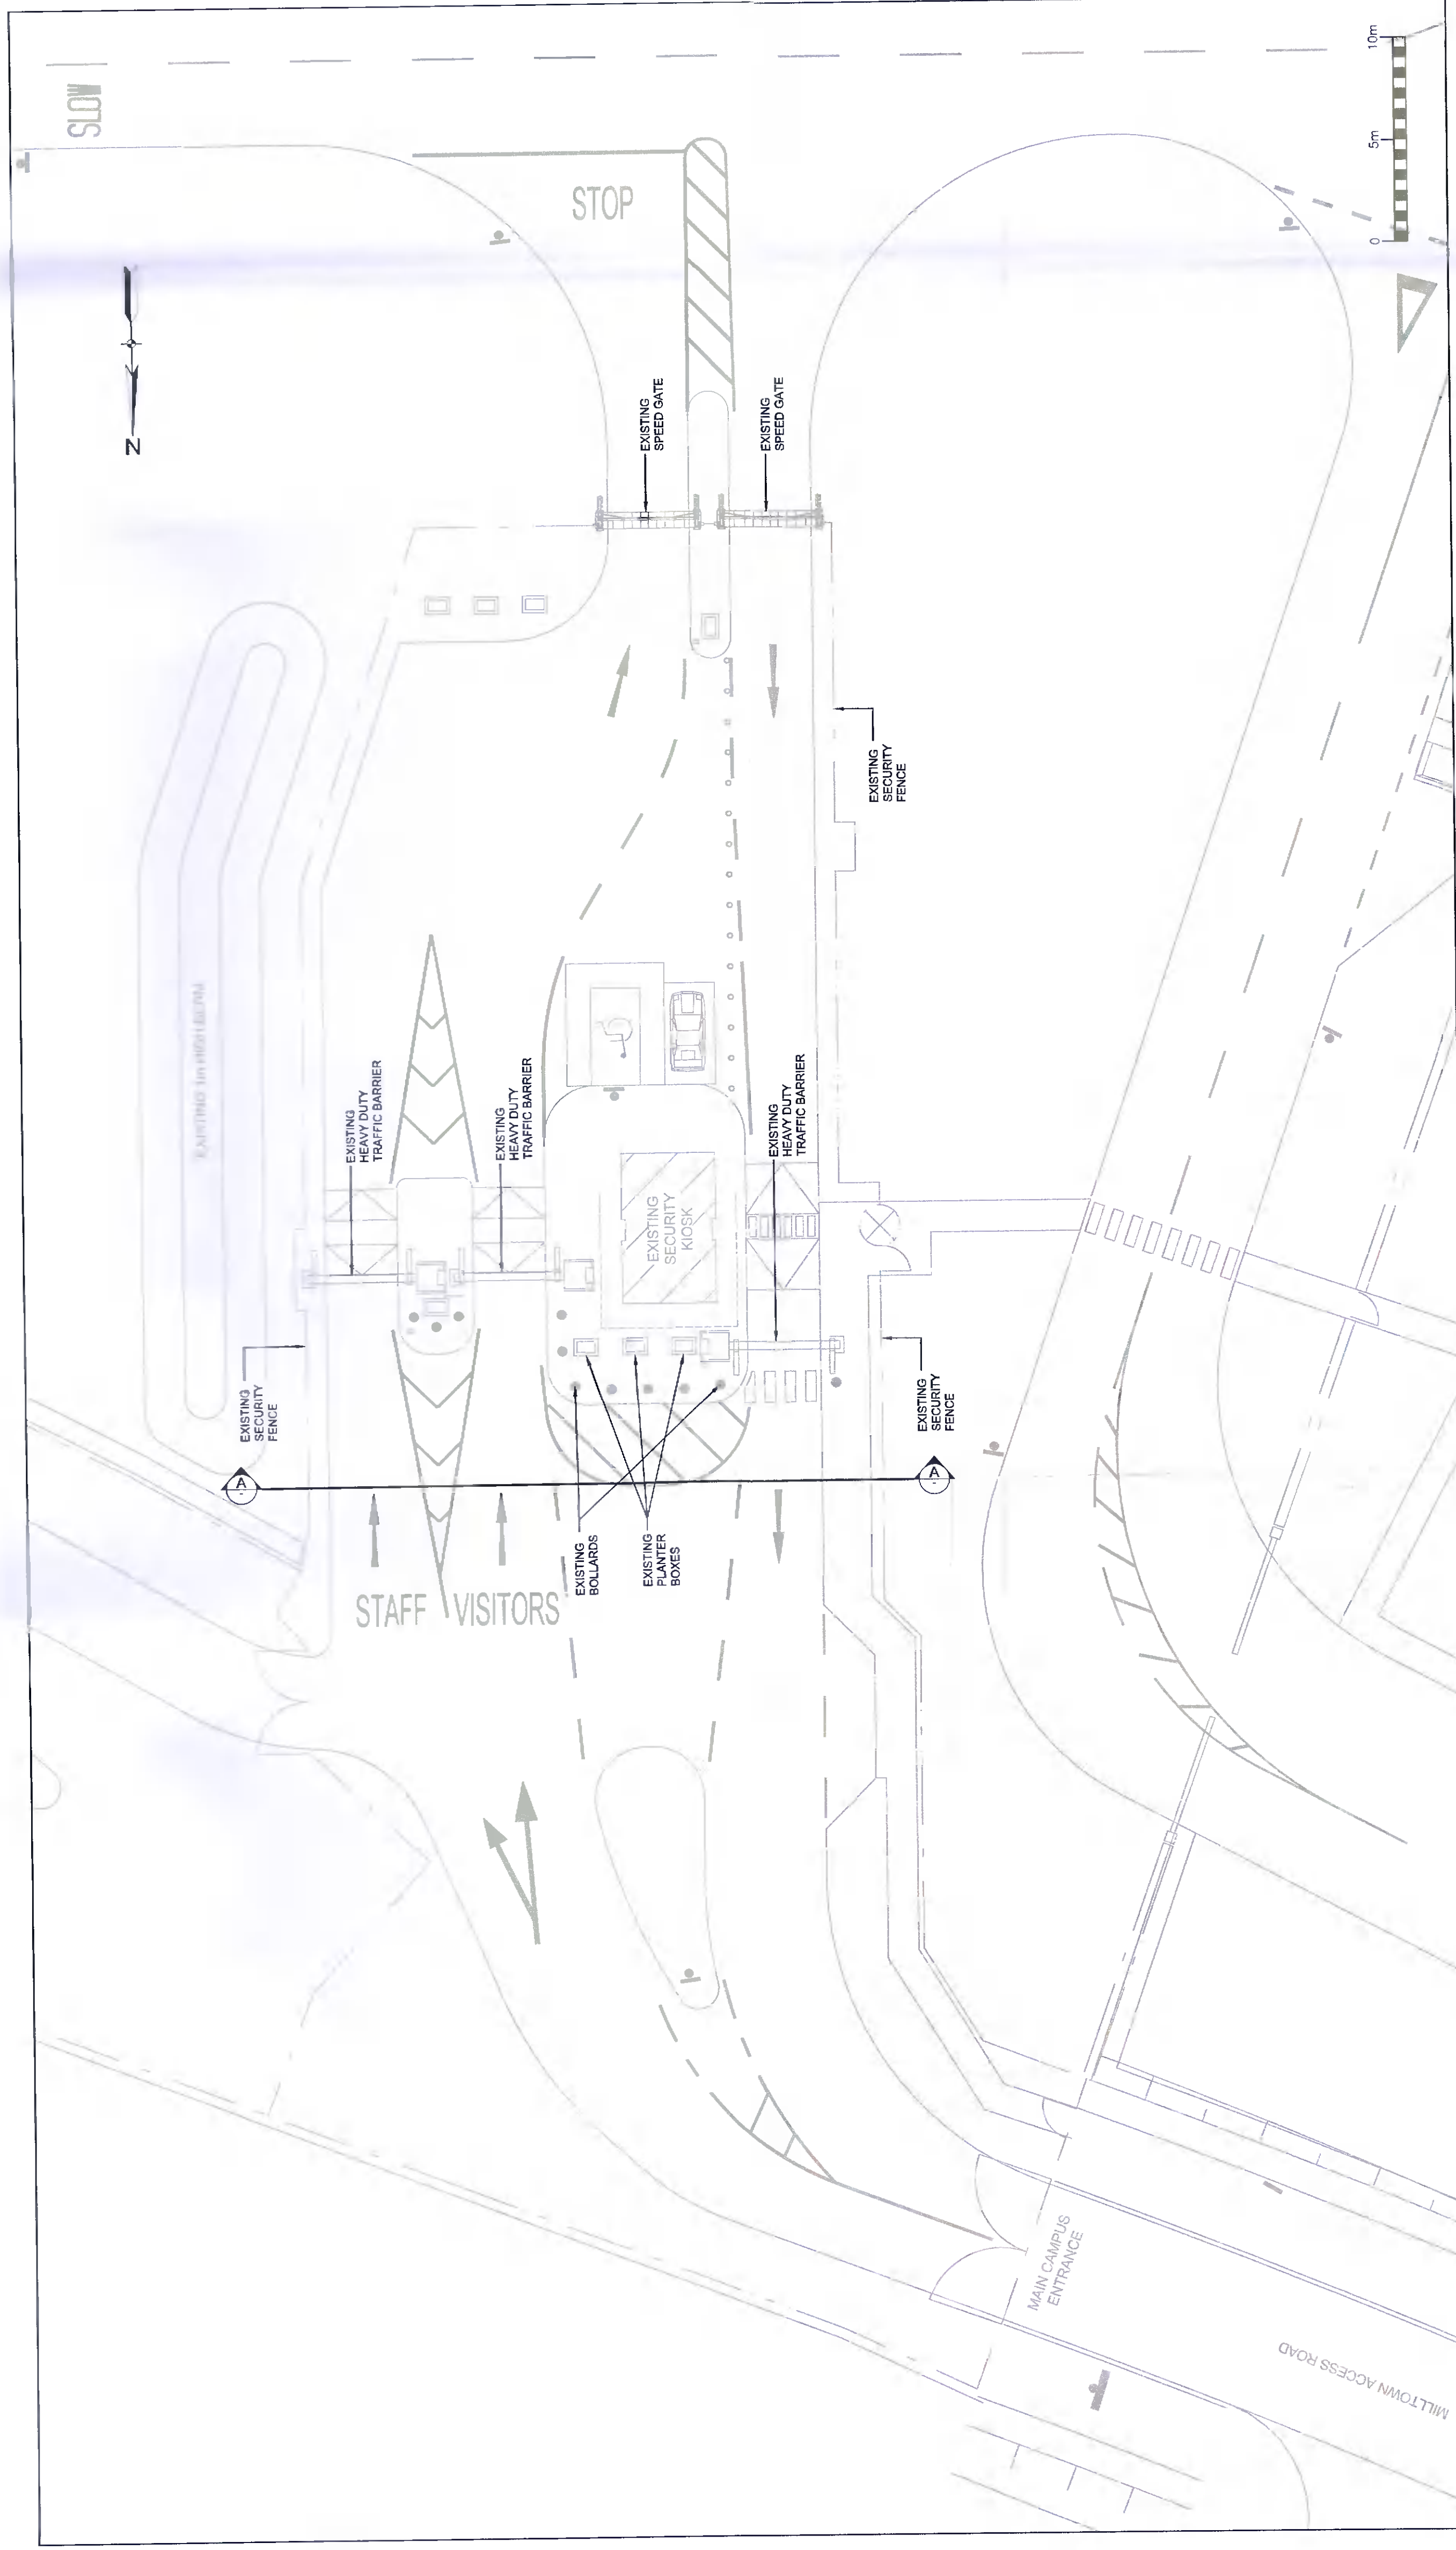 SLOW
STOP
N
0
5m
10m
EXISTING
SPEED GATE
EXISTING
SPEED GATE
EXISTING
SECURITY
FENCE
EXISTING
HEAVY DUTY
TRAFFIC BARRIER
EXISTING
HEAVY DUTY
TRAFFIC BARRIER
EXISTING
HEAVY DUTY
TRAFFIC BARRIER
EXISTING
SECURITY
KIOSK
EXISTING
SECURITY
FENCE
EXISTING
SECURITY
FENCE
A
A
EXISTING
BOLLARDS
EXISTING
PLANTER
BOXES
STAFF
VISITORS
MAIN CAMPUS
ENTRANCE
MILLTOWN ACCESS ROAD